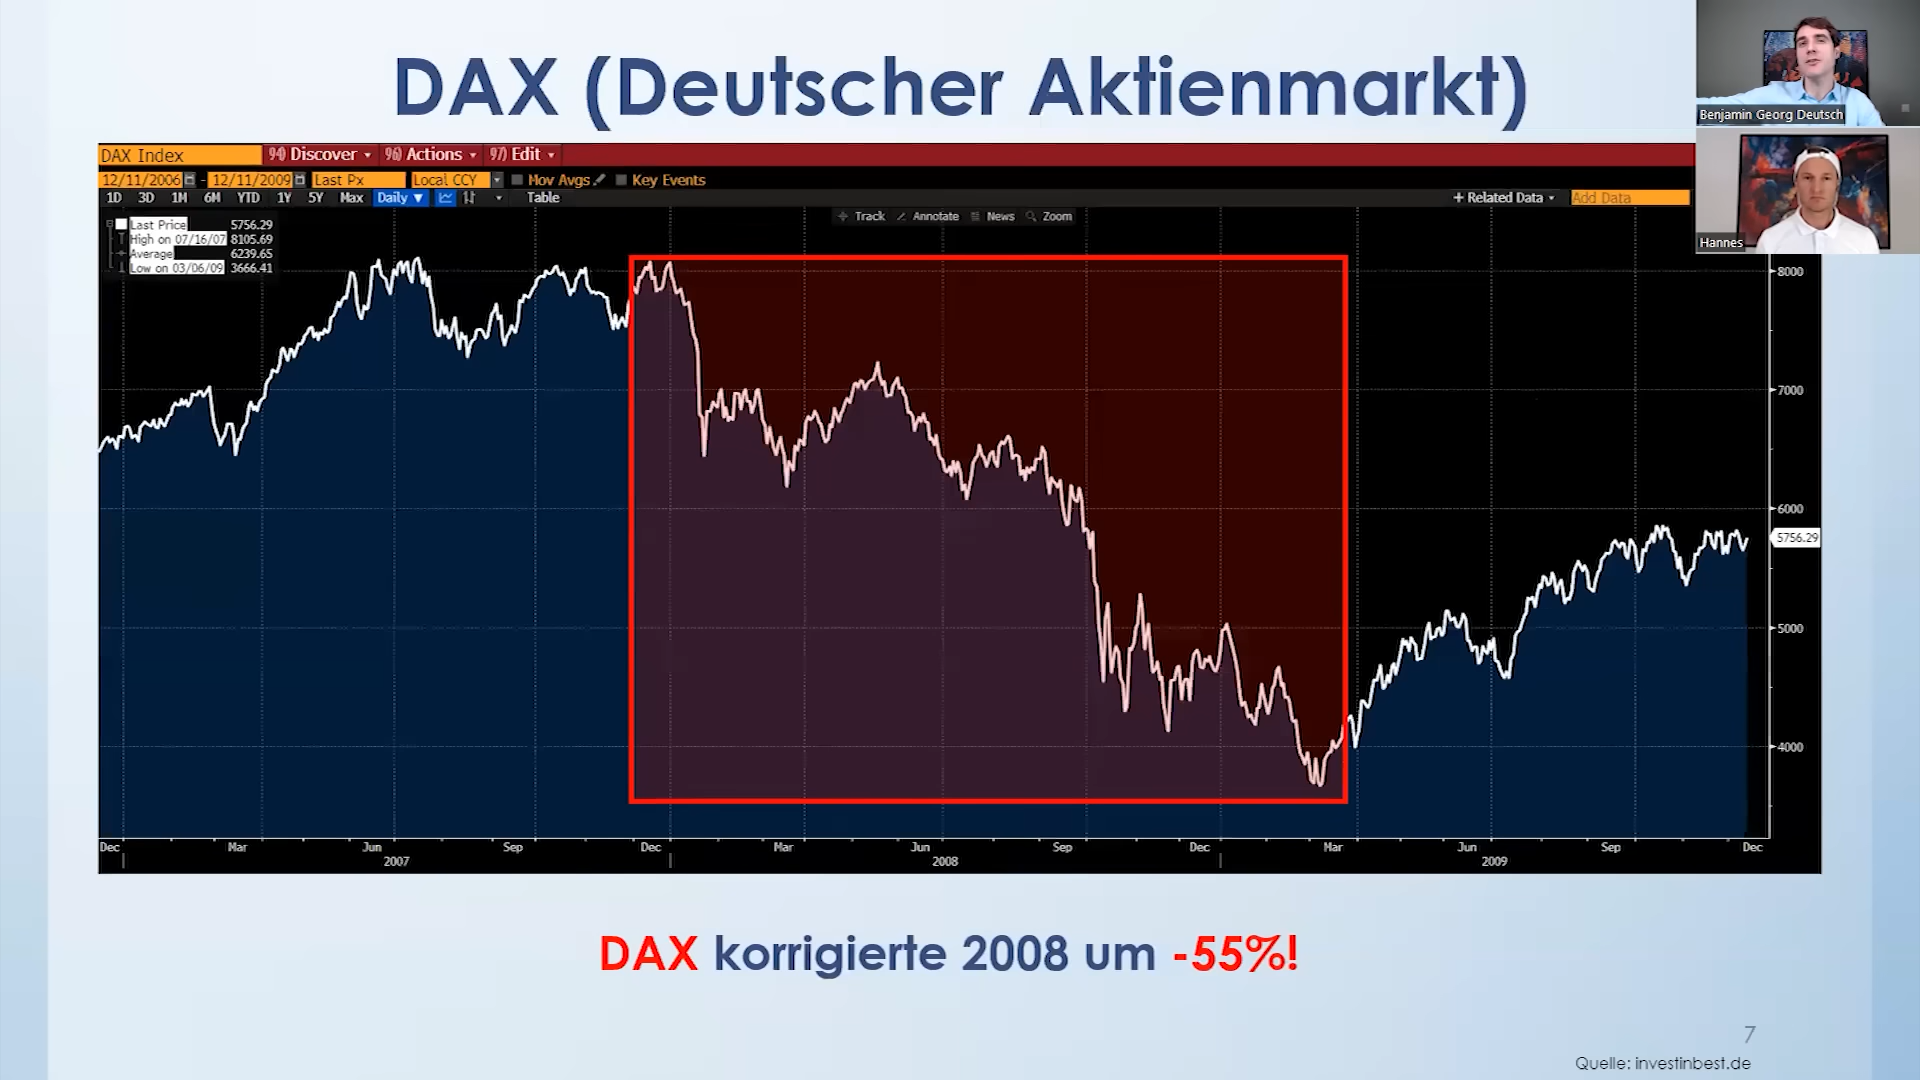 DAX (Deutscher Aktienmarkt)
Benjamin Georg Deutsch
Hannes
DAX Index 94) Discover 96) Actions 97) Edit
12/11/2006 - 12/11/2009 Last Px Local CCY Mov Avgs Key Events
1D 3D 1M 6M YTD 1Y 5Y Max Daily ▼ Table + Related Data Add Data
Track Annotate News Zoom
Last Price 5756.29
High on 07/16/07 8105.69
Average 6239.65
Low on 03/06/09 3666.41
8000
7000
6000
5756.29
5000
4000
Dec Mar Jun Sep Dec Mar Jun Sep Dec Mar Jun Sep Dec
2007 2008 2009
DAX korrigierte 2008 um -55%!
7
Quelle: investinbest.de